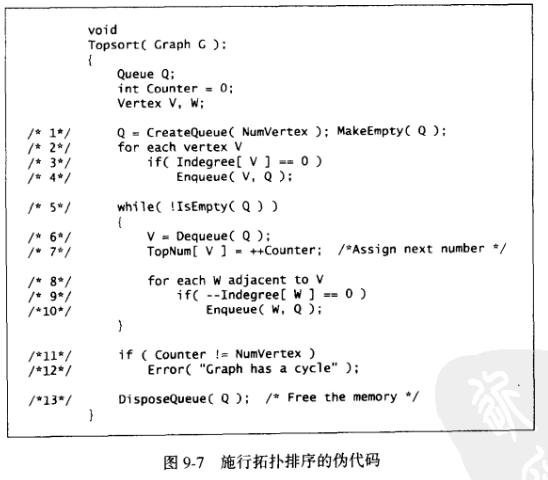 void
Topsort( Graph G );
{
Queue Q;
int Counter = 0;
Vertex V, W;
/* 1*/ Q = CreateQueue( NumVertex ); MakeEmpty( Q );
/* 2*/ for each vertex V
/* 3*/ if( Indegree[ V ] == 0 )
/* 4*/ Enqueue( V, Q );
/* 5*/ while( !IsEmpty( Q ) )
{
/* 6*/ V = Dequeue( Q );
/* 7*/ TopNum[ V ] = ++Counter; /*Assign next number */
/* 8*/ for each W adjacent to V
/* 9*/ if( --Indegree[ W ] == 0 )
/*10*/ Enqueue( W, Q );
}
/*11*/ if ( Counter != NumVertex )
/*12*/ Error( "Graph has a cycle" );
/*13*/ DisposeQueue( Q ); /* Free the memory */
}
图 9-7 施行拓扑排序的伪代码